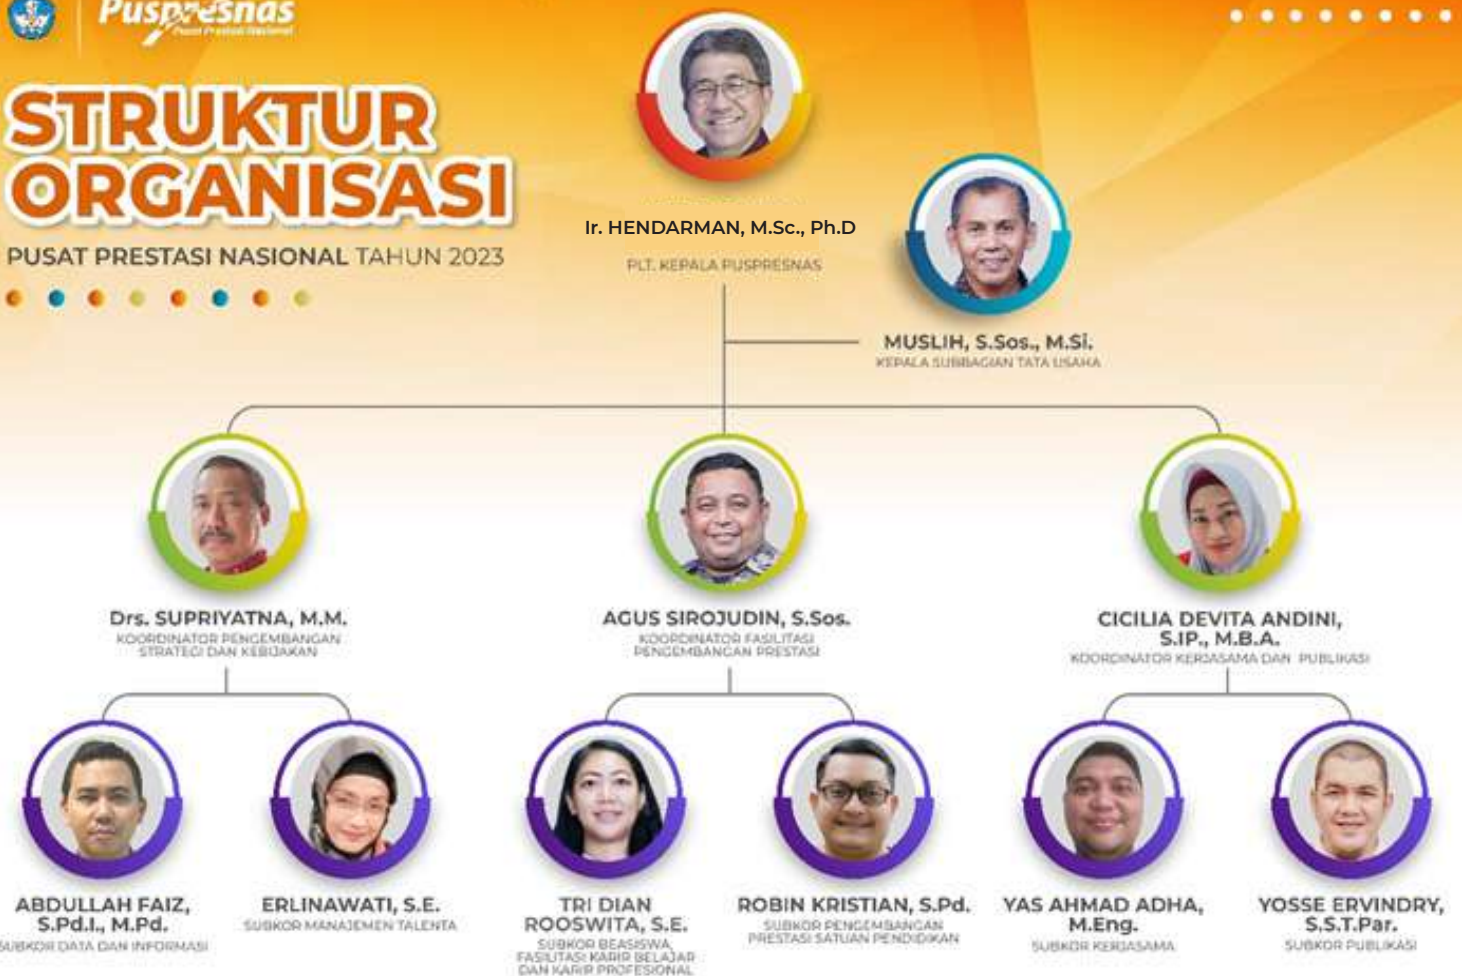 Puspresnas
Pusat Prestasi Nasional
STRUKTUR
ORGANISASI
PUSAT PRESTASI NASIONAL TAHUN 2023
Ir. HENDARMAN, M.Sc., Ph.D
PLT. KEPALA PUSPRESNAS
MUSLIH, S.Sos., M.Si.
KEPALA SUBBAGIAN TATA USAHA
Drs. SUPRIYATNA, M.M.
KOORDINATOR PENGEMBANGAN
STRATEGI DAN KEBIJAKAN
AGUS SIROJUDIN, S.Sos.
KOORDINATOR FASILITASI
PENGEMBANGAN PRESTASI
CICILIA DEVITA ANDINI,
S.IP., M.B.A.
KOORDINATOR KERJASAMA DAN PUBLIKASI
ABDULLAH FAIZ,
S.Pd.I., M.Pd.
SUBKOR DATA DAN INFORMASI
ERLINAWATI, S.E.
SUBKOR MANAJEMEN TALENTA
TRI DIAN
ROOSWITA, S.E.
SUBKOR BEASISWA,
FASILITASI KARIR BELAJAR
DAN KARIR PROFESIONAL
ROBIN KRISTIAN, S.Pd.
SUBKOR PENGEMBANGAN
PRESTASI SATUAN PENDIDIKAN
YAS AHMAD ADHA,
M.Eng.
SUBKOR KERJASAMA
YOSSE ERVINDRY,
S.S.T.Par.
SUBKOR PUBLIKASI